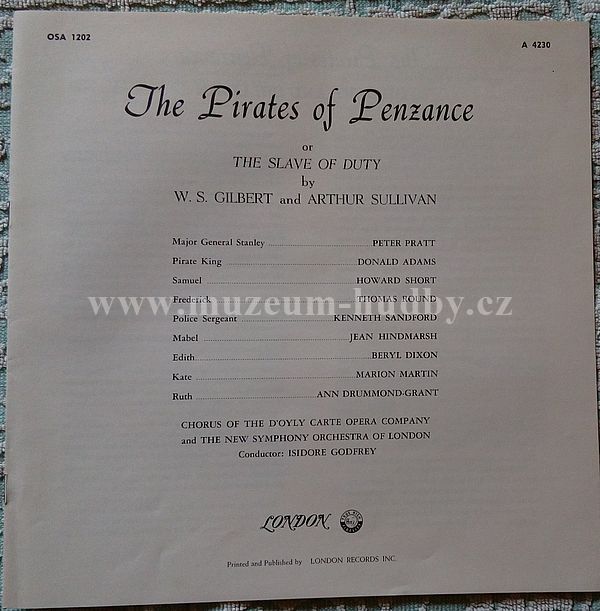 OSA 1202
A 4230
The Pirates of Penzance
or
THE SLAVE OF DUTY
by
W. S. GILBERT and ARTHUR SULLIVAN
Major General Stanley ........ PETER PRATT
Pirate King ........ DONALD ADAMS
Samuel ........ HOWARD SHORT
Frederick ........ THOMAS ROUND
www.muzeum-hudby.cz
Police Sergeant ........ KENNETH SANDFORD
Mabel ........ JEAN HINDMARSH
Edith ........ BERYL DIXON
Kate ........ MARION MARTIN
Ruth ........ ANN DRUMMOND-GRANT
CHORUS OF THE D'OYLY CARTE OPERA COMPANY
and THE NEW SYMPHONY ORCHESTRA OF LONDON
Conductor: ISIDORE GODFREY
LONDON
Printed and Published by LONDON RECORDS INC.